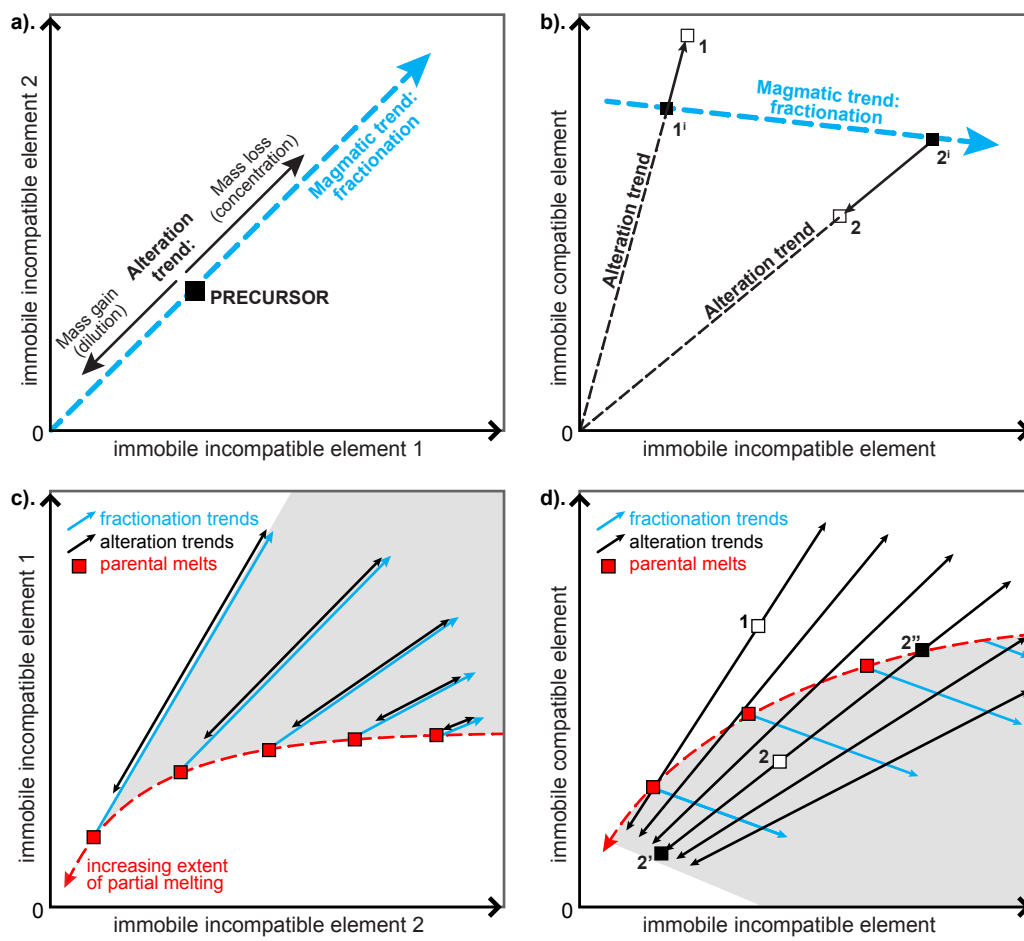 a).
immobile incompatible element 2
Mass loss
(concentration)
Magmatic trend:
fractionation
Alteration
trend:
Mass gain
(dilution)
PRECURSOR
0
immobile incompatible element 1
b).
immobile compatible element
1
Magmatic trend:
fractionation
1i
2i
2
Alteration trend
Alteration trend
0
immobile incompatible element
c).
immobile incompatible element 1
fractionation trends
alteration trends
parental melts
increasing extent
of partial melting
0
immobile incompatible element 2
d).
immobile compatible element
fractionation trends
alteration trends
parental melts
1
2''
2
2'
0
immobile incompatible element